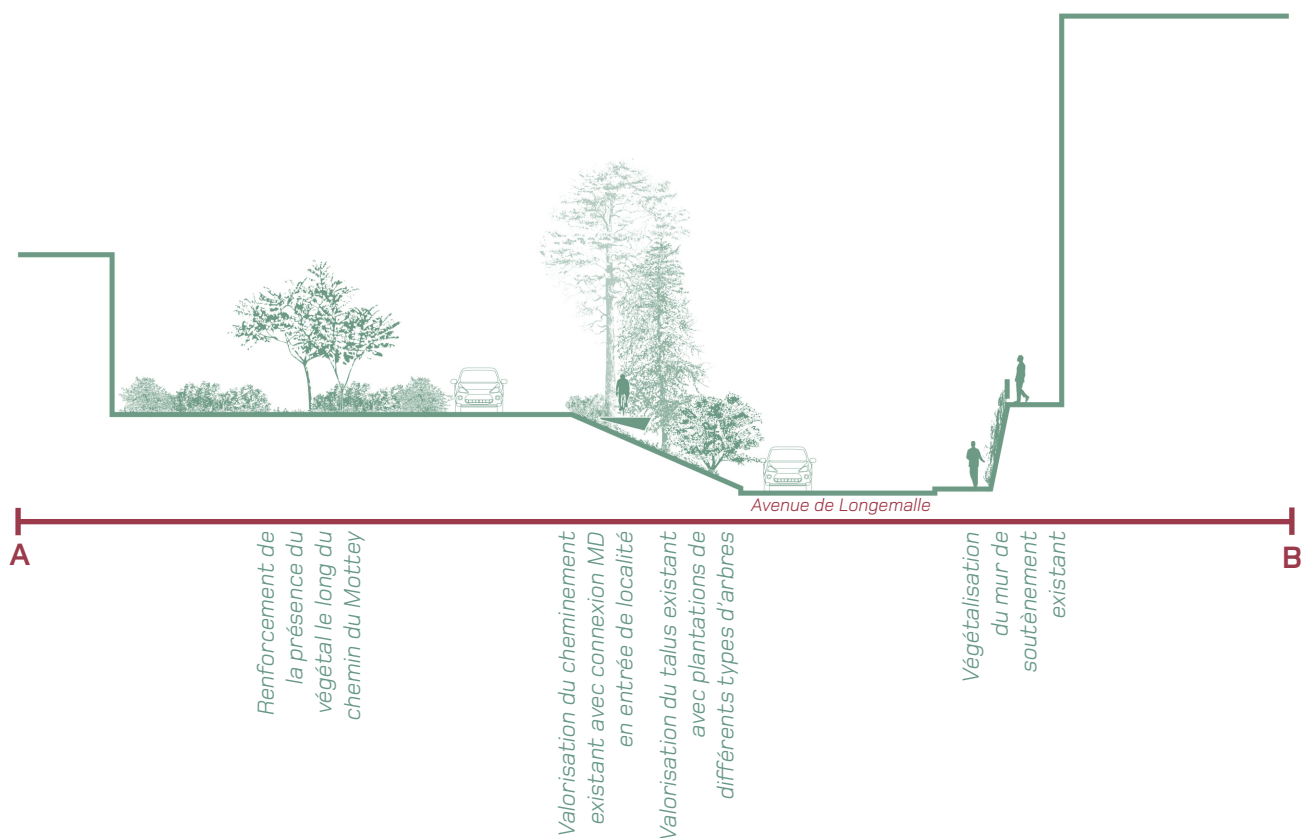 Avenue de Longemalle
A
B
Renforcement de
la présence du
végétal le long du
chemin du Mottey
Valorisation du cheminement
existant avec connexion MD
en entrée de localité
Valorisation du talus existant
avec plantations de
différents types d'arbres
Végétalisation
du mur de
soutènement
existant